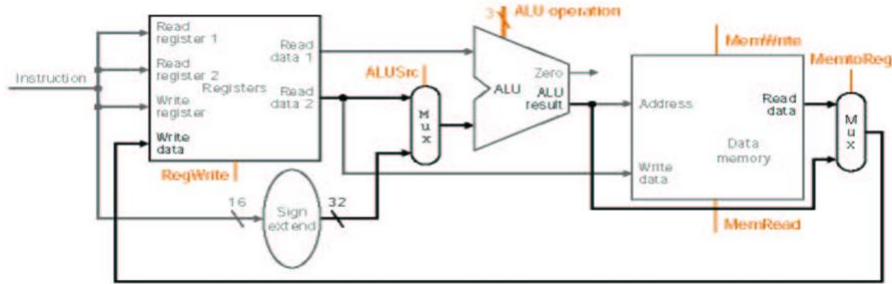 Instruction
Read
register 1
Read
register 2
Write
register
Write
data
Registers
Read
data 1
Read
data 2
RegWrite
16
Sign
extend
32
ALUSrc
M
u
x
3
ALU operation
Zero
ALU
ALU
result
MemWrite
Address
Write
data
Read
data
Data
memory
MemRead
MemtoReg
M
u
x